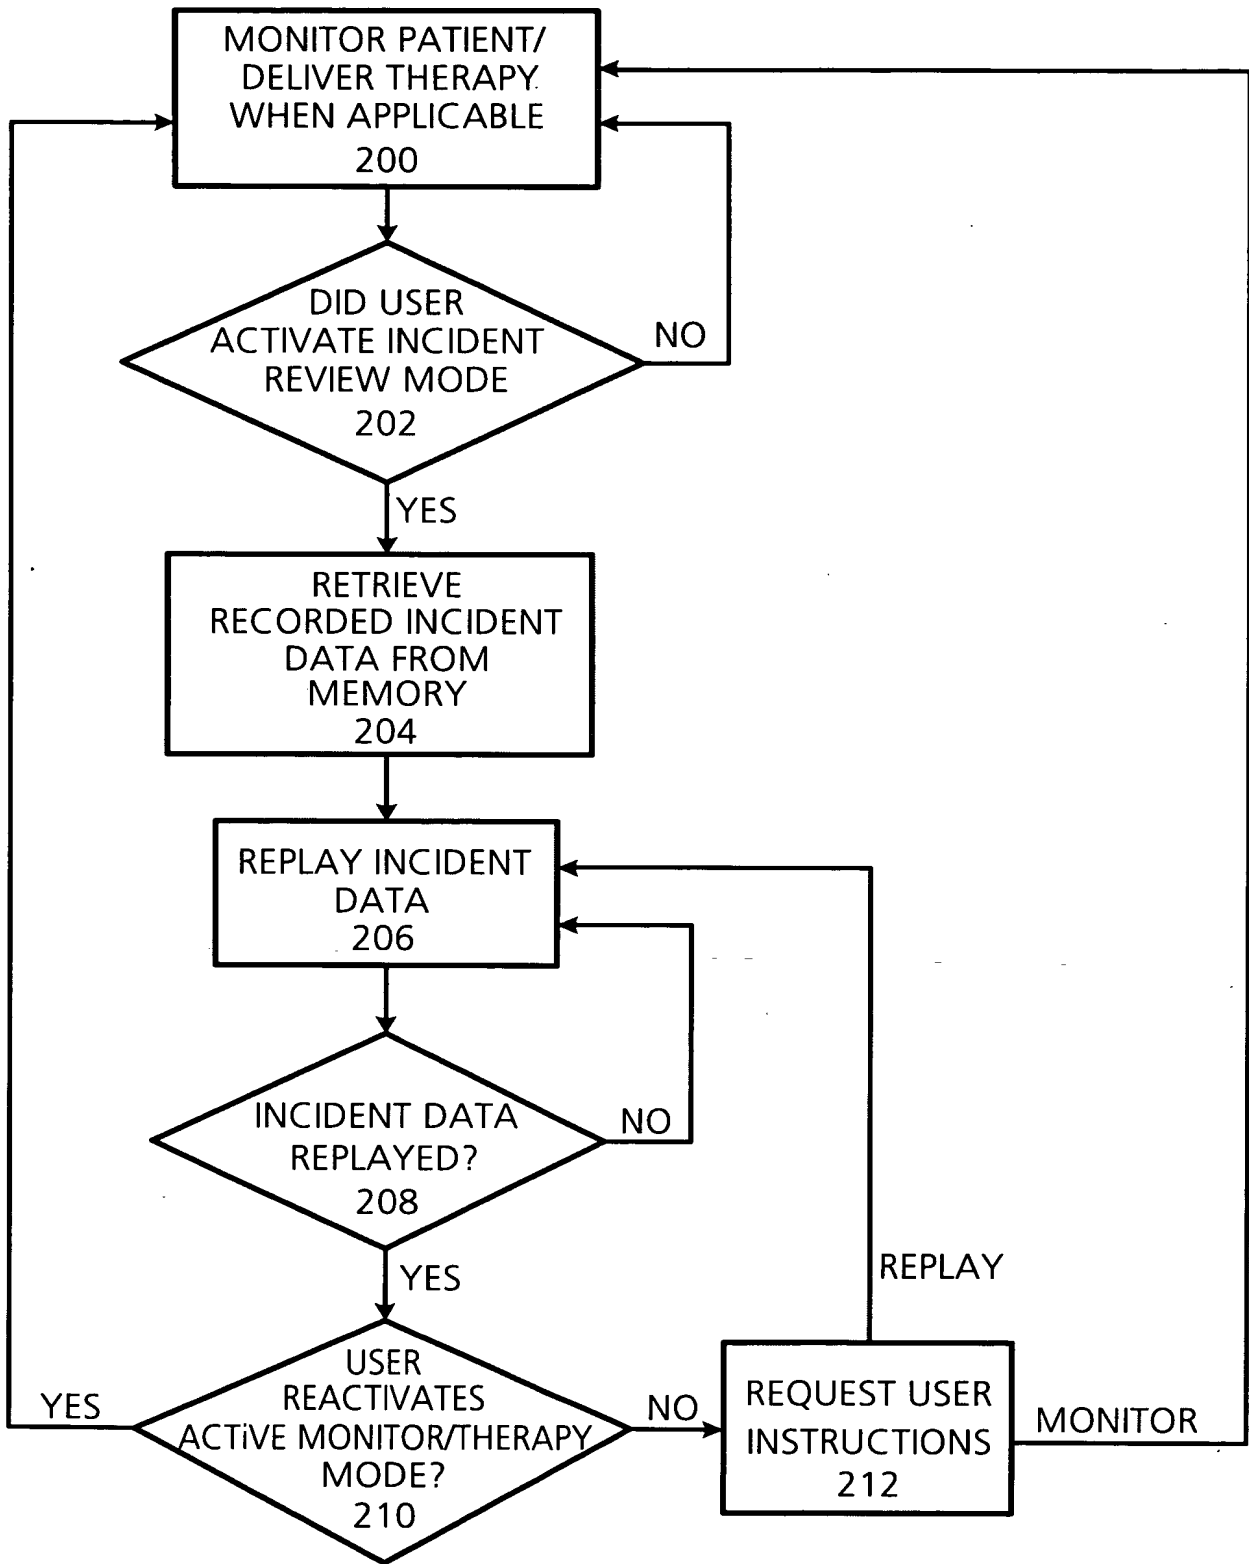 MONITOR PATIENT/
DELIVER THERAPY
WHEN APPLICABLE
200
DID USER
ACTIVATE INCIDENT
REVIEW MODE
202
NO
YES
RETRIEVE
RECORDED INCIDENT
DATA FROM
MEMORY
204
REPLAY INCIDENT
DATA
206
INCIDENT DATA
REPLAYED?
208
NO
YES
REPLAY
USER
REACTIVATES
ACTIVE MONITOR/THERAPY
MODE?
210
YES
NO
REQUEST USER
INSTRUCTIONS
212
MONITOR